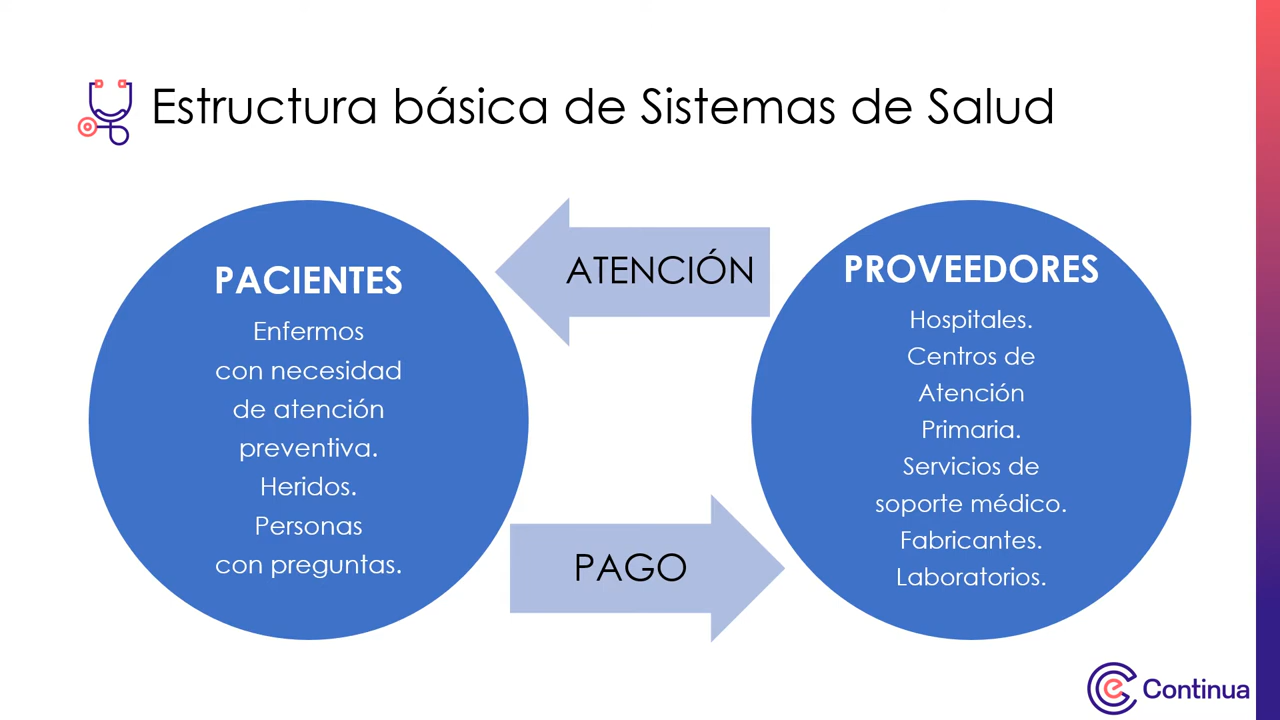 Estructura básica de Sistemas de Salud
PACIENTES
Enfermos
con necesidad
de atención
preventiva.
Heridos.
Personas
con preguntas.
ATENCIÓN
PAGO
PROVEEDORES
Hospitales.
Centros de
Atención
Primaria.
Servicios de
soporte médico.
Fabricantes.
Laboratorios.
Continua